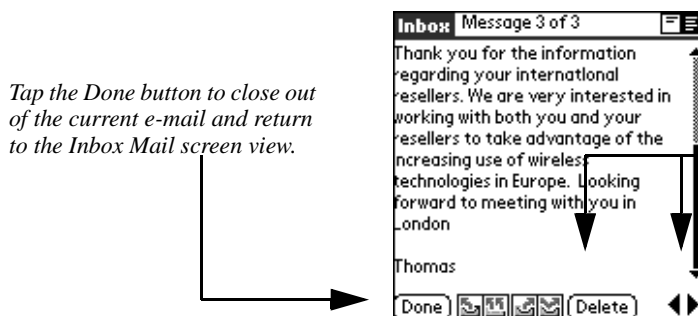 Tap the Done button to close out
of the current e-mail and return
to the Inbox Mail screen view.
Inbox Message 3 of 3
Thank you for the information
regarding your international
resellers. We are very interested in
working with both you and your
resellers to take advantage of the
increasing use of wireless
technologies in Europe. Looking
forward to meeting with you in
London
Thomas
Done Delete